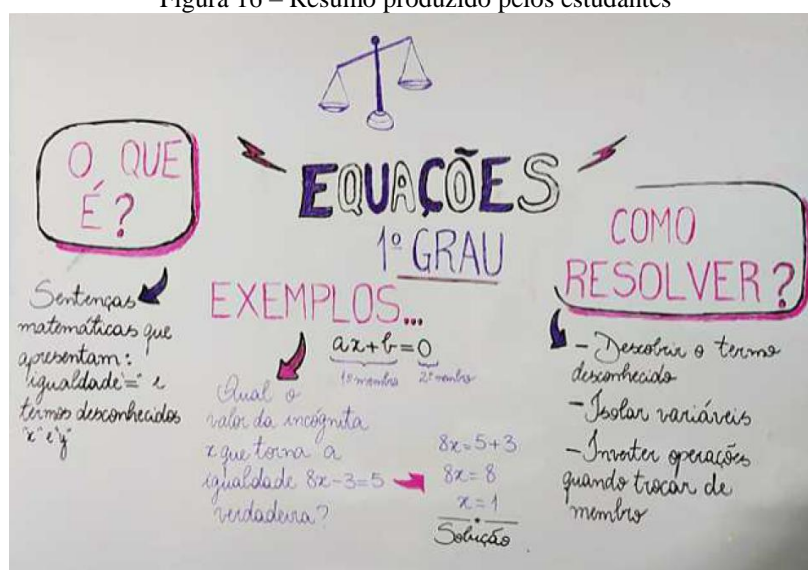 Figura 16 – Resumo produzido pelos estudantes
EQUAÇÕES
1º GRAU
O QUE
É?
Sentenças
matemáticas que
apresentam:
igualdade "=" e
termos desconhecidos
"x" e "y"
EXEMPLOS...
ax+b=0
1º membro 2º membro
Qual o
valor da incógnita
x que torna a
igualdade 8x-3=5
verdadeira?
8x=5+3
8x=8
x=1
Solução
COMO
RESOLVER?
- Descobrir o termo
desconhecido
- Isolar variáveis
- Inverter operações
quando trocar de
membro